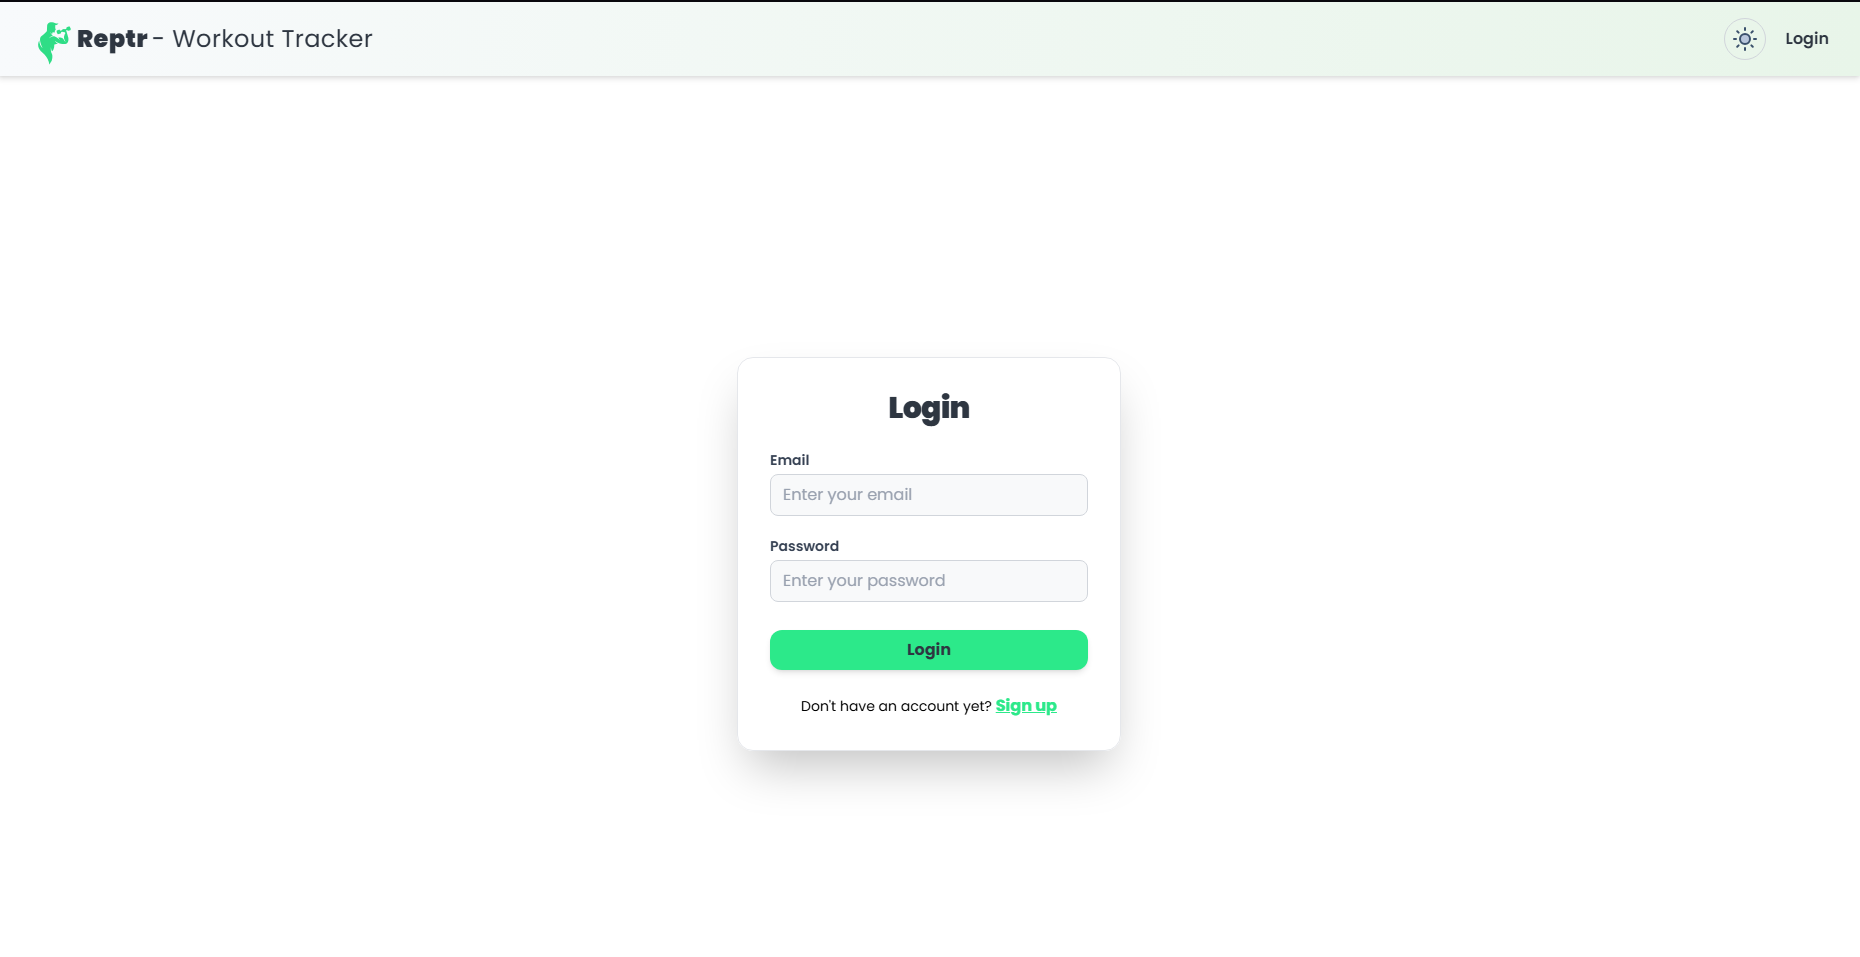 Reptr - Workout Tracker
Login
Login
Email
Enter your email
Password
Enter your password
Login
Don't have an account yet? Sign up